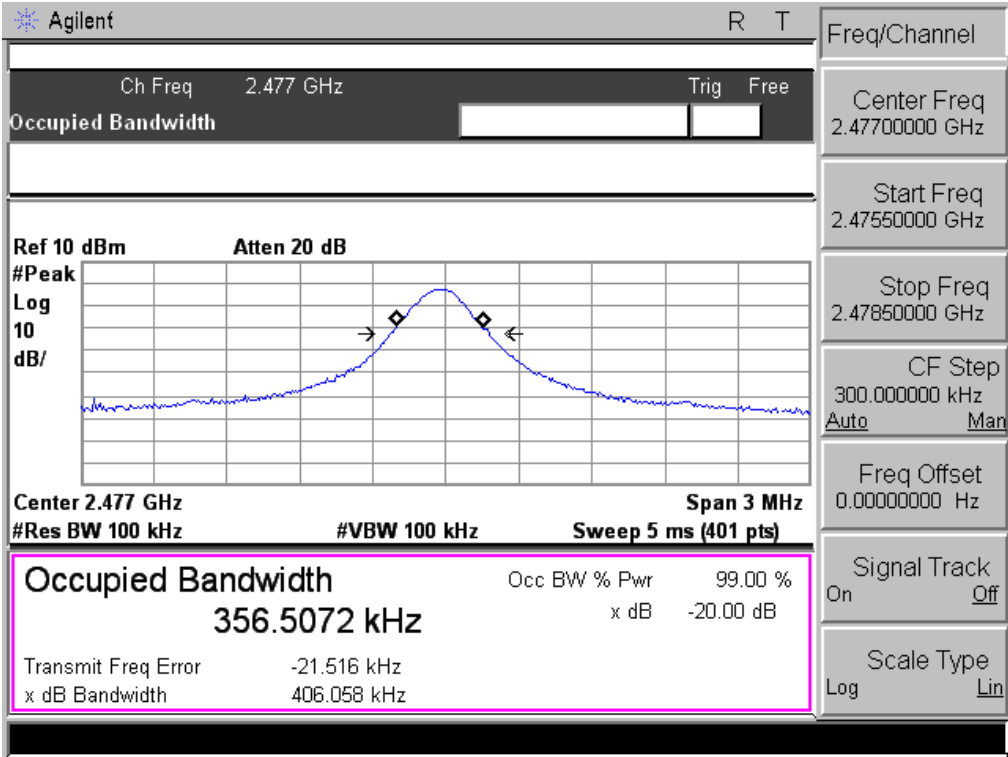 Agilent R T
Ch Freq 2.477 GHz Trig Free
Occupied Bandwidth
Ref 10 dBm Atten 20 dB
#Peak
Log
10
dB/
Center 2.477 GHz Span 3 MHz
#Res BW 100 kHz #VBW 100 kHz Sweep 5 ms (401 pts)
Occupied Bandwidth
356.5072 kHz
Occ BW % Pwr 99.00 %
x dB -20.00 dB
Transmit Freq Error -21.516 kHz
x dB Bandwidth 406.058 kHz
Freq/Channel
Center Freq
2.47700000 GHz
Start Freq
2.47550000 GHz
Stop Freq
2.47850000 GHz
CF Step
300.000000 kHz
Auto Man
Freq Offset
0.00000000 Hz
Signal Track
On Off
Scale Type
Log Lin